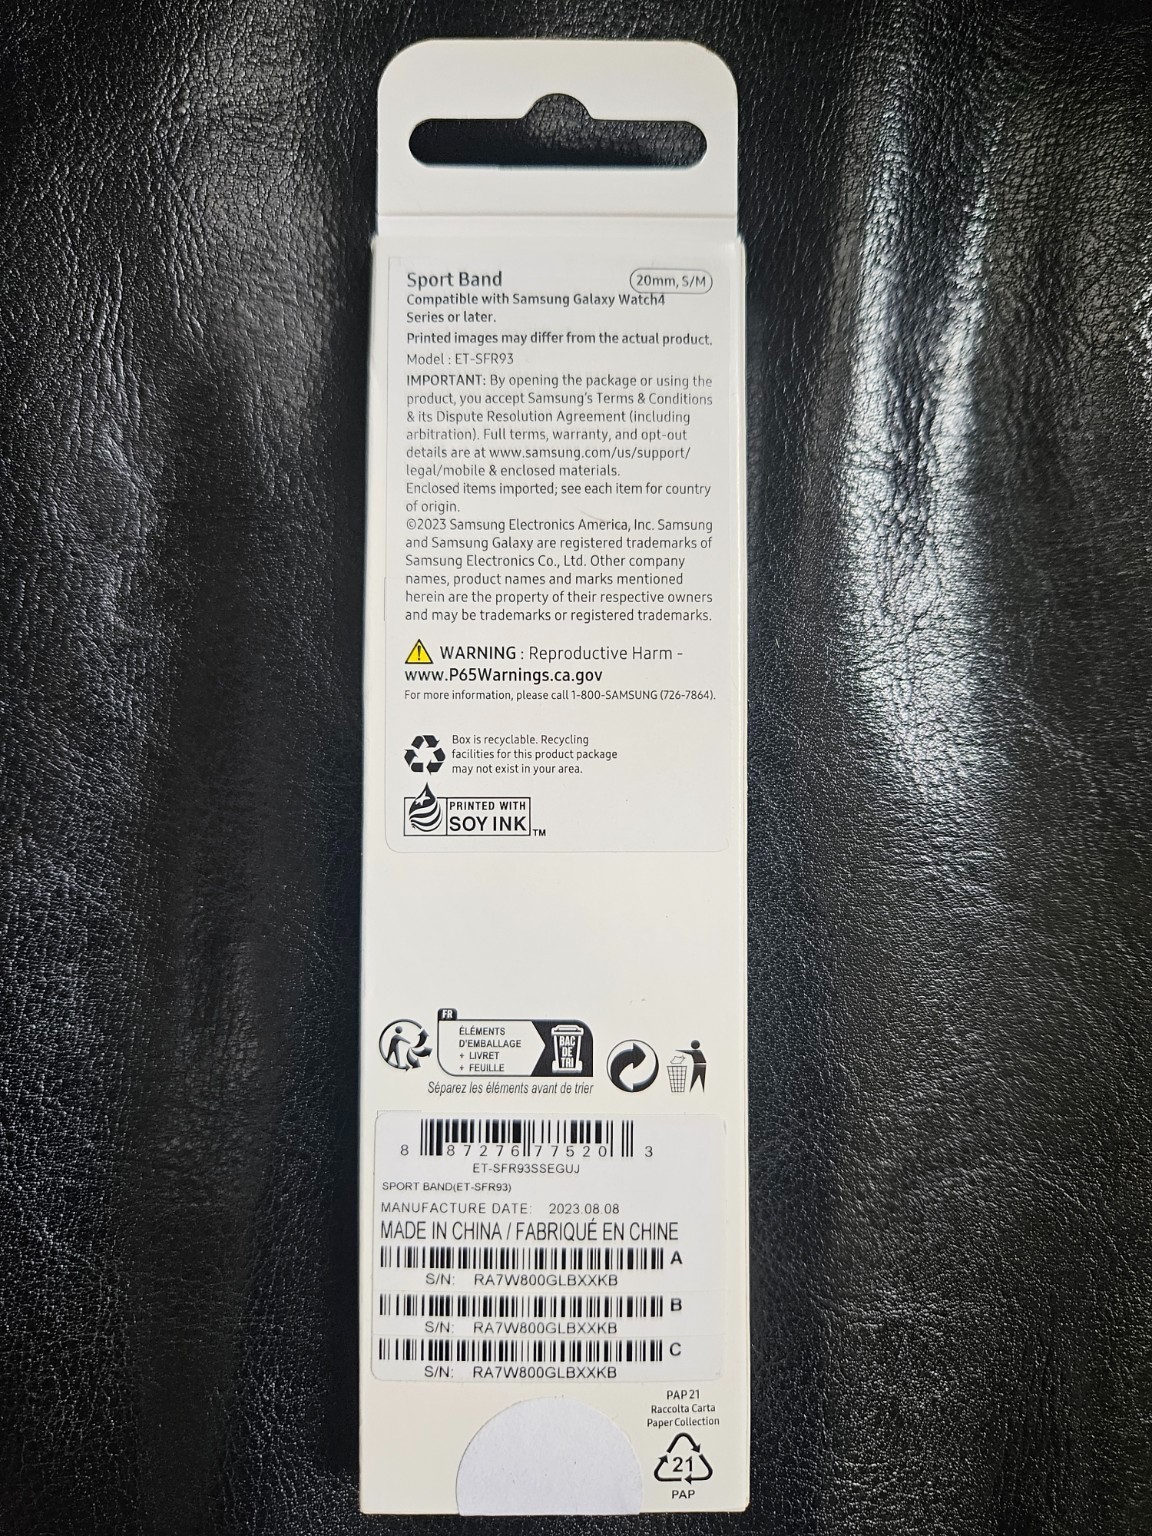 Sport Band 20mm, S/M
Compatible with Samsung Galaxy Watch4
Series or later.
Printed images may differ from the actual product.
Model : ET-SFR93
IMPORTANT: By opening the package or using the
product, you accept Samsung's Terms & Conditions
& its Dispute Resolution Agreement (including
arbitration). Full terms, warranty, and opt-out
details are at www.samsung.com/us/support/
legal/mobile & enclosed materials.
Enclosed items imported; see each item for country
of origin.
©2023 Samsung Electronics America, Inc. Samsung
and Samsung Galaxy are registered trademarks of
Samsung Electronics Co., Ltd. Other company
names, product names and marks mentioned
herein are the property of their respective owners
and may be trademarks or registered trademarks.
WARNING : Reproductive Harm -
www.P65Warnings.ca.gov
For more information, please call 1-800-SAMSUNG (726-7864).
Box is recyclable. Recycling
facilities for this product package
may not exist in your area.
PRINTED WITH
SOY INK TM
FR
ÉLÉMENTS
D'EMBALLAGE
+ LIVRET
+ FEUILLE
BAC
DE
TRI
Séparez les éléments avant de trier
8 87276 77520 3
ET-SFR93SSEGUJ
SPORT BAND(ET-SFR93)
MANUFACTURE DATE: 2023.08.08
MADE IN CHINA / FABRIQUÉ EN CHINE
A
S/N: RA7W800GLBXXKB
B
S/N: RA7W800GLBXXKB
C
S/N: RA7W800GLBXXKB
PAP 21
Raccolta Carta
Paper Collection
21
PAP